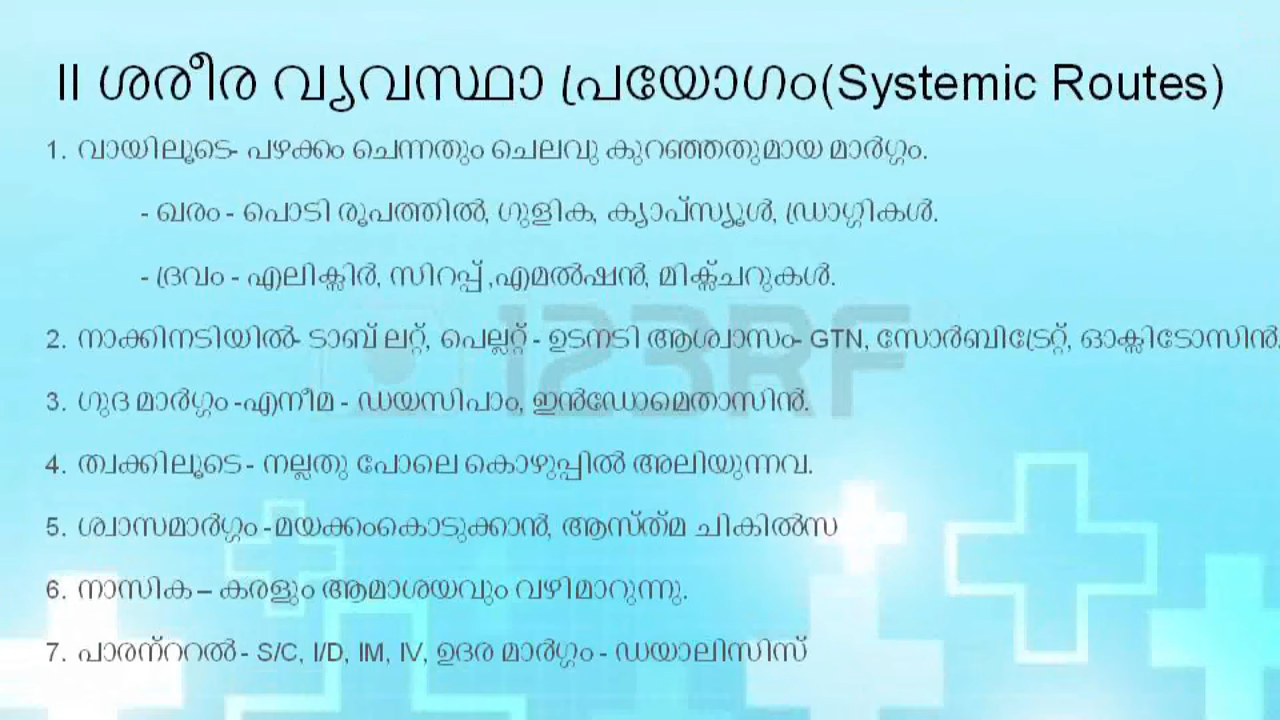 II ശരീര വ്യവസ്ഥാ പ്രയോഗം(Systemic Routes)
1. വായിലൂടെ- പഴക്കം ചെന്നതും ചെലവു കുറഞ്ഞതുമായ മാർഗ്ഗം.
- ഖരം - പൊടി രൂപത്തിൽ, ഗുളിക, ക്യാപ്സ്യൂൾ, ഡ്രാഗ്ഗികൾ.
- ദ്രവം - എലിക്സിർ, സിറപ്പ് ,എമൽഷൻ, മിക്സ്ചറുകൾ.
2. നാക്കിനടിയിൽ- ടാബ് ലറ്റ്, പെല്ലറ്റ് - ഉടനടി ആശ്വാസം- GTN, സോർബിട്രേറ്റ്, ഓക്സിടോസിൻ.
3. ഗുദ മാർഗ്ഗം -എനീമ - ഡയസിപാം, ഇൻഡോമെതാസിൻ.
4. ത്വക്കിലൂടെ - നല്ലതു പോലെ കൊഴുപ്പിൽ അലിയുന്നവ.
5. ശ്വാസമാർഗ്ഗം -മയക്കംകൊടുക്കാൻ, ആസ്ത്മ ചികിൽസ
6. നാസിക – കരളും ആമാശയവും വഴിമാറുന്നു.
7. പാരന്ററൽ - S/C, I/D, IM, IV, ഉദര മാർഗ്ഗം - ഡയാലിസിസ്
123RF